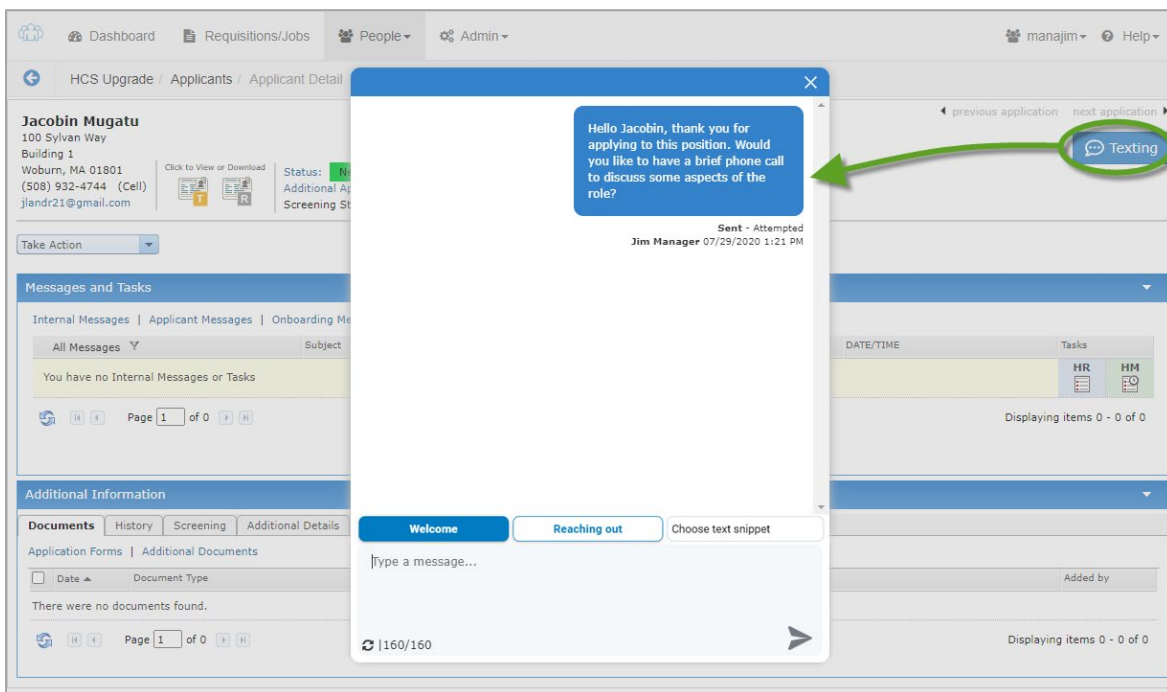 Dashboard Requisitions/Jobs People Admin manajim Help
HCS Upgrade / Applicants / Applicant Detail
previous application next application
Texting
Jacobin Mugatu
100 Sylvan Way
Building 1
Woburn, MA 01801
(508) 932-4744 (Cell)
jlandr21@gmail.com
Click to View or Download
T R
Status:
Additional
Screening
Take Action
Hello Jacobin, thank you for
applying to this position. Would
you like to have a brief phone call
to discuss some aspects of the
role?
Sent - Attempted
Jim Manager 07/29/2020 1:21 PM
Messages and Tasks
Internal Messages | Applicant Messages | Onboarding
All Messages Subject DATE/TIME Tasks
You have no Internal Messages or Tasks HR HM
Page 1 of 0 Displaying items 0 - 0 of 0
Additional Information
Documents History Screening Additional Details
Application Forms | Additional Documents
Date Document Type Added by
There were no documents found.
Page 1 of 0 Displaying items 0 - 0 of 0
Welcome Reaching out Choose text snippet
Type a message...
|160/160